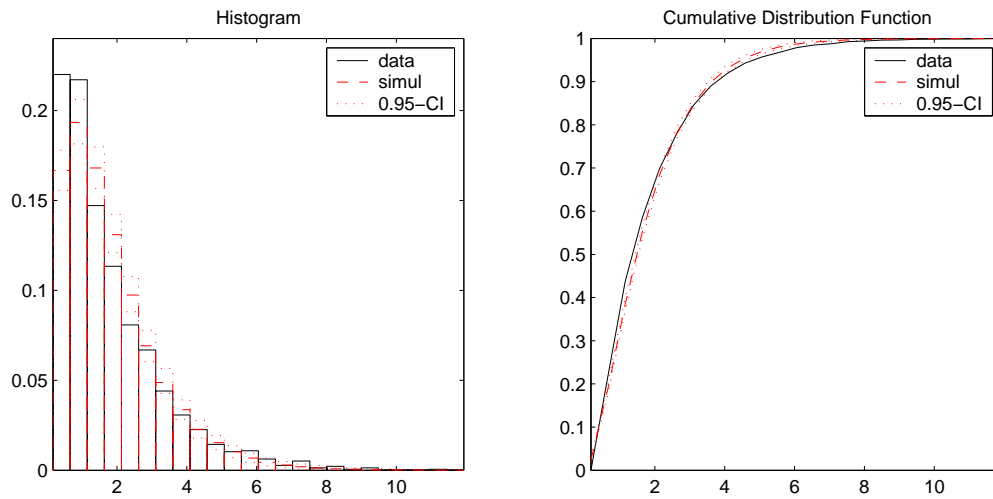 Histogram
data
simul
0.95−CI
0.2
0.15
0.1
0.05
0
2 4 6 8 10
Cumulative Distribution Function
data
simul
0.95−CI
1
0.9
0.8
0.7
0.6
0.5
0.4
0.3
0.2
0.1
0
2 4 6 8 10